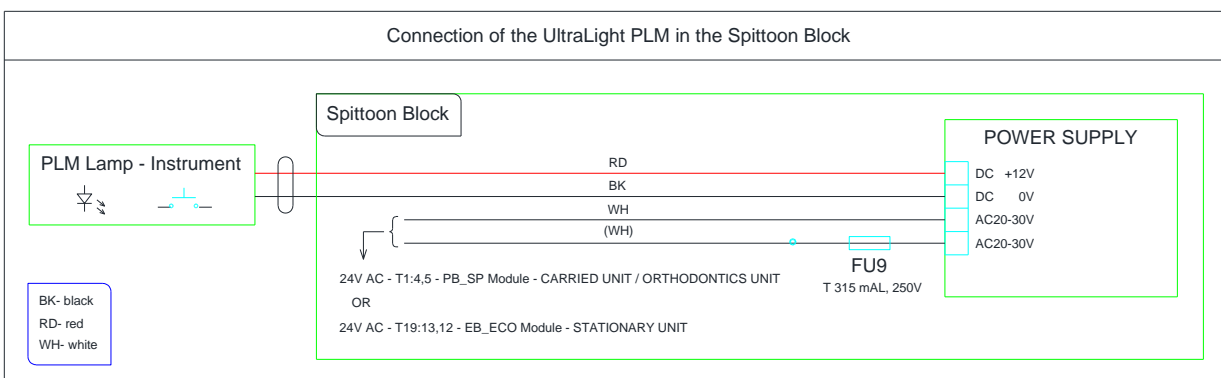 Connection of the UltraLight PLM in the Spittoon Block
Spittoon Block
POWER SUPPLY
PLM Lamp - Instrument
RD
DC +12V
BK
DC 0V
WH
AC20-30V
(WH)
AC20-30V
FU9
T 315 mAL, 250V
24V AC - T1:4,5 - PB_SP Module - CARRIED UNIT / ORTHODONTICS UNIT
OR
24V AC - T19:13,12 - EB_ECO Module - STATIONARY UNIT
BK- black
RD- red
WH- white